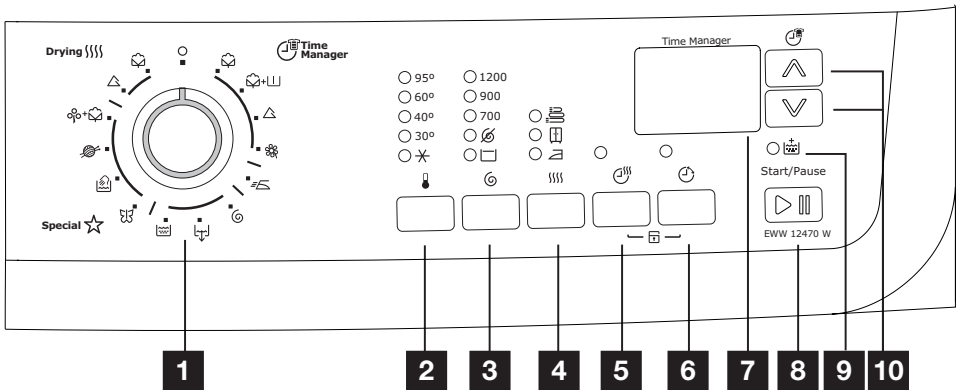 Drying
Time
Manager
Special
95º
60º
40º
30º
1200
900
700
Time Manager
Start/Pause
EWW 12470 W
1
2
3
4
5
6
7
8
9
10